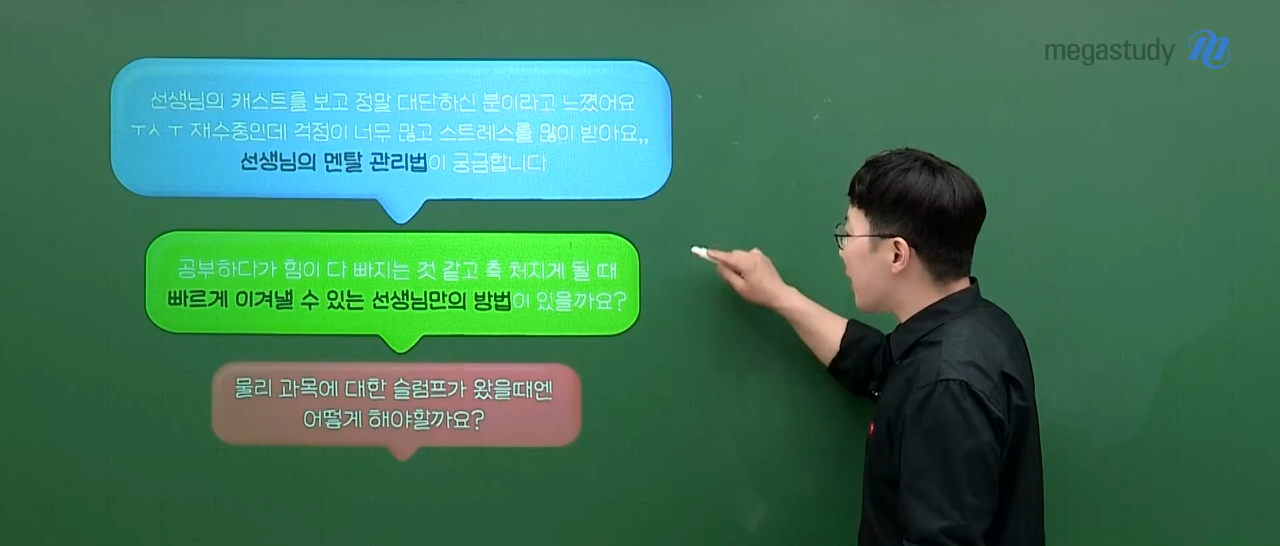 megastudy
선생님의 캐스트를 보고 정말 대단하신 분이라고 느꼈어요
ㅜㅅㅜ 재수중인데 걱정이 너무 많고 스트레스를 많이 받아요,,
선생님의 멘탈 관리법이 궁금합니다
공부하다가 힘이 다 빠지는 것 같고 축 처지게 될 때
빠르게 이겨낼 수 있는 선생님만의 방법이 있을까요?
물리 과목에 대한 슬럼프가 왔을때엔
어떻게 해야할까요?